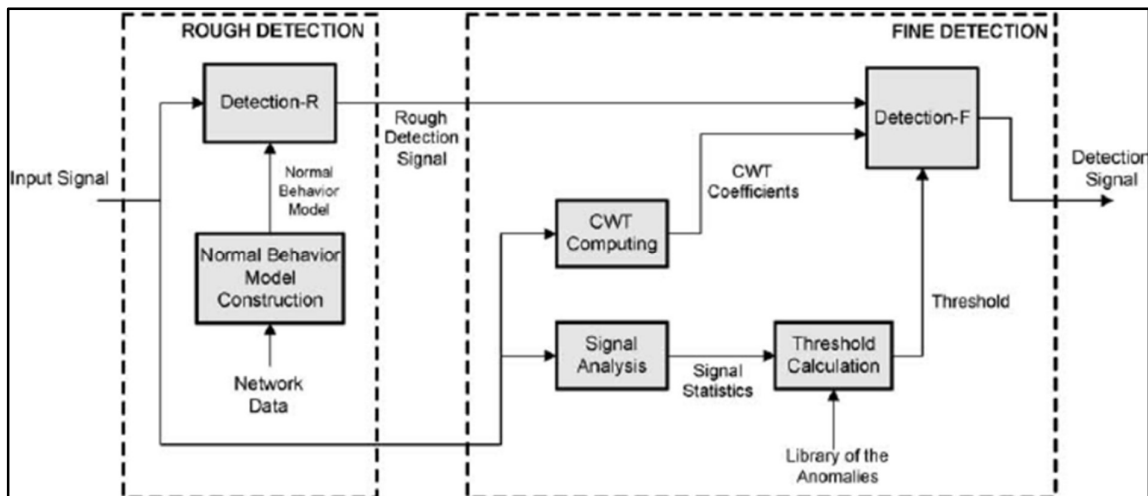 ROUGH DETECTION
FINE DETECTION
Detection-R
Rough
Detection
Signal
Detection-F
Input Signal
Normal
Behavior
Model
CWT
Coefficients
Detection
Signal
Normal Behavior
Model
Construction
CWT
Computing
Threshold
Signal
Analysis
Signal
Statistics
Threshold
Calculation
Network
Data
Library of the
Anomalies